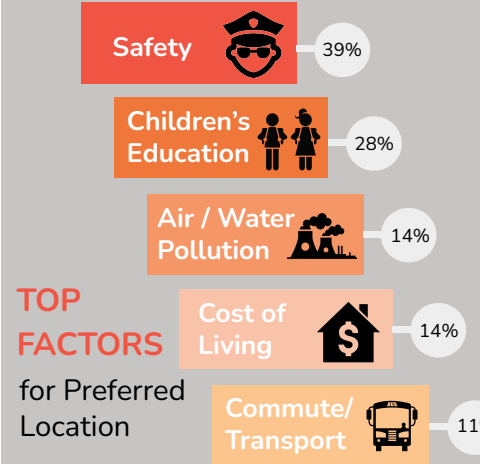 Safety
39%
Children's
Education
28%
Air / Water
Pollution
14%
Cost of
Living
14%
TOP
FACTORS
for Preferred
Location
Commute/
Transport